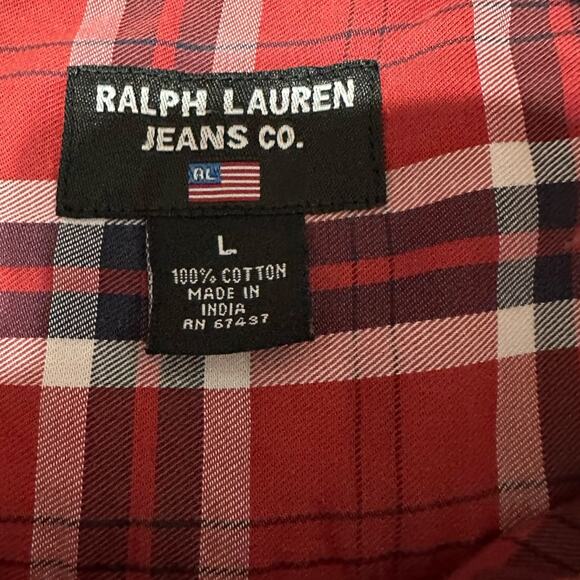 RALPH LAUREN
JEANS CO.
RL
L
100% COTTON
MADE IN
INDIA
RN 67437